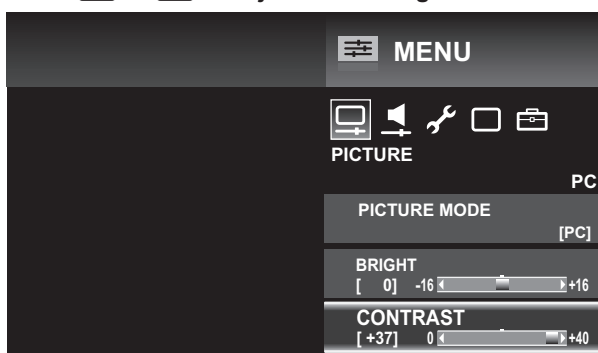 MENU
PICTURE
PC
PICTURE MODE
[PC]
BRIGHT
[ 0] -16 +16
CONTRAST
[ +37] 0 +40